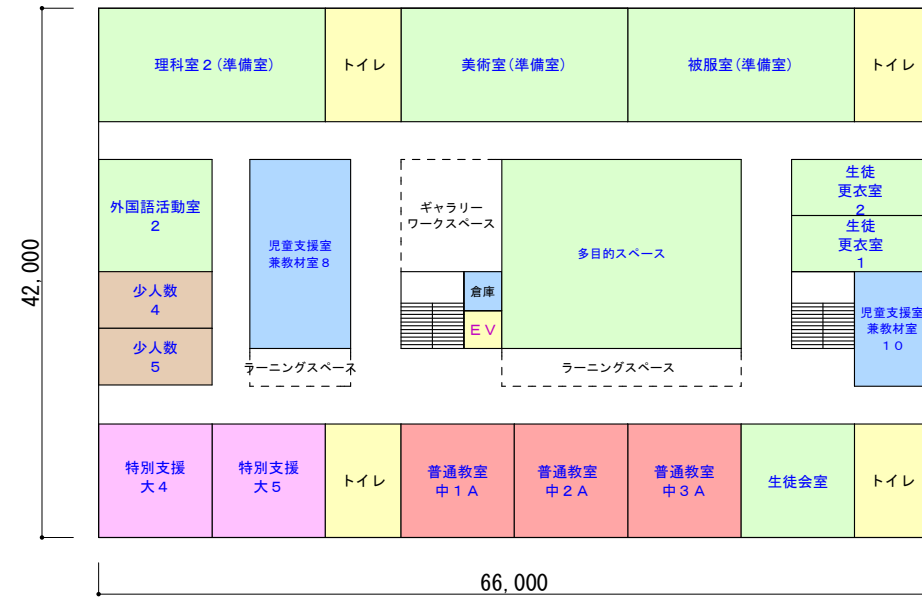 理科室２(準備室)
トイレ
美術室(準備室)
被服室(準備室)
トイレ
外国語活動室
2
児童支援室
兼教材室８
ギャラリー
ワークスペース
多目的スペース
生徒
更衣室
2
生徒
更衣室
1
少人数
4
少人数
5
倉庫
ＥＶ
児童支援室
兼教材室
１０
ラーニングスペース
ラーニングスペース
42,000
特別支援
大４
特別支援
大５
トイレ
普通教室
中１Ａ
普通教室
中２Ａ
普通教室
中３Ａ
生徒会室
トイレ
66,000